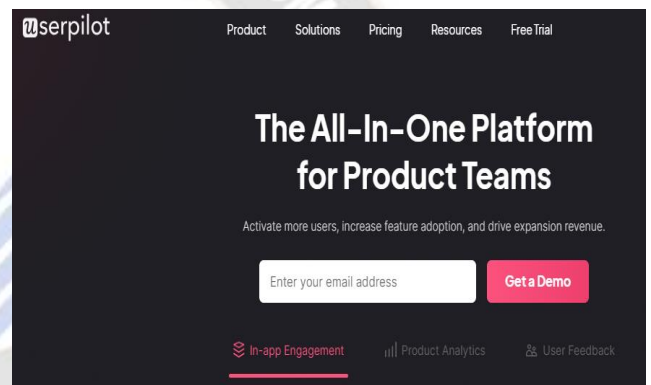 userpilot
Product Solutions Pricing Resources Free Trial
The All-In-One Platform
for Product Teams
Activate more users, increase feature adoption, and drive expansion revenue.
Enter your email address Get a Demo
In-app Engagement Product Analytics User Feedback